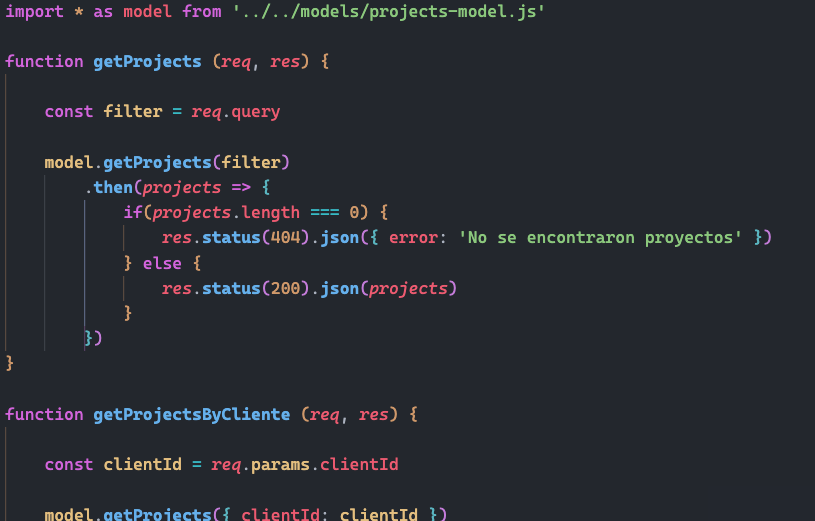 import * as model from '../../models/projects-model.js'
function getProjects (req, res) {
const filter = req.query
model.getProjects(filter)
.then(projects => {
if(projects.length === 0) {
res.status(404).json({ error: 'No se encontraron proyectos' })
} else {
res.status(200).json(projects)
}
})
}
function getProjectsByCliente (req, res) {
const clientId = req.params.clientId
model.getProjects({ clientId: clientId })